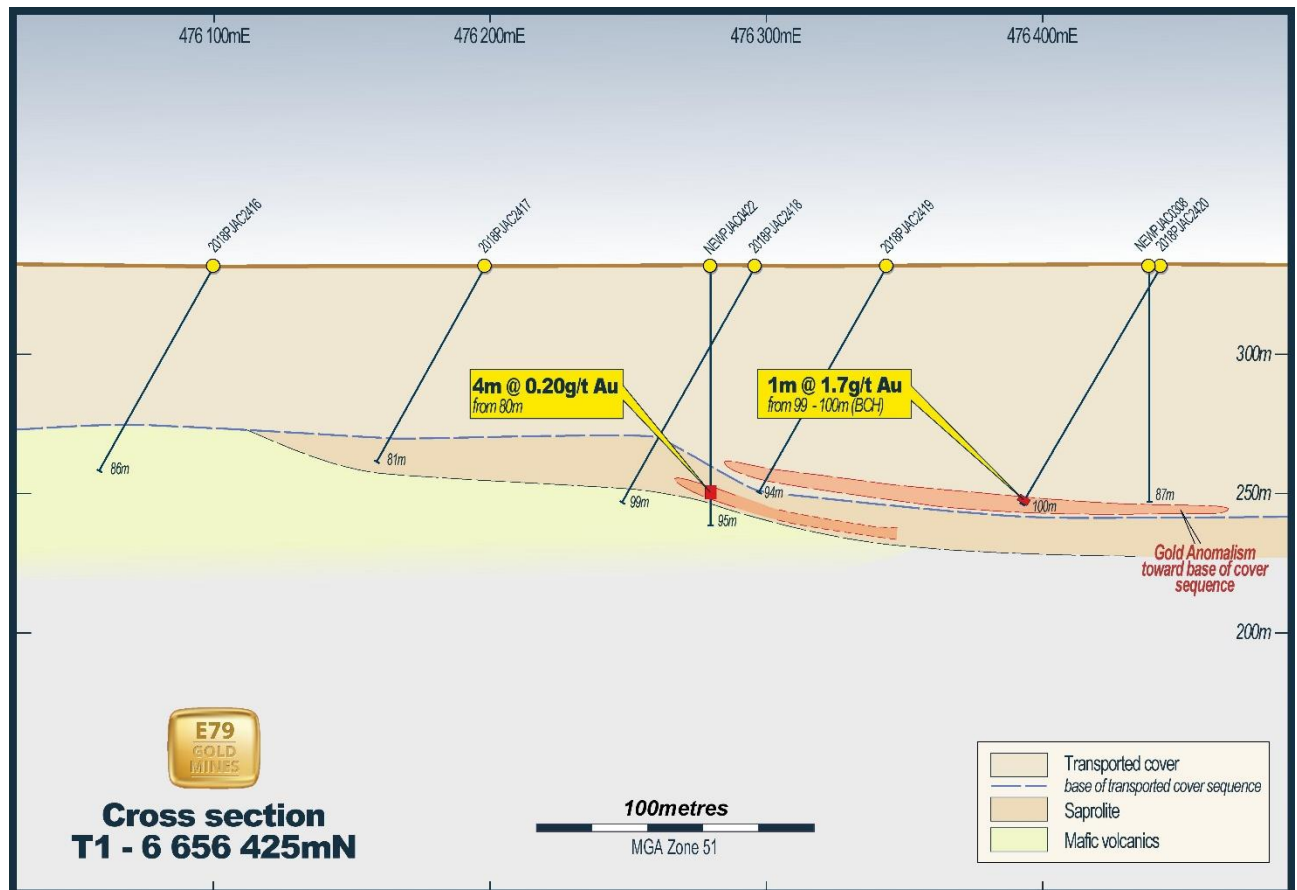 476 100mE
476 200mE
476 300mE
476 400mE
2018PJAC2416
2018PJAC2417
NEWPJAC0422
2018PJAC2418
2018PJAC2419
NEWPJAC0308
2018PJAC2420
300m
4m @ 0.20g/t Au
from 80m
1m @ 1.7g/t Au
from 99 - 100m (BCH)
86m
81m
99m
95m
94m
100m
87m
250m
Gold Anomalism
toward base of cover
sequence
200m
E79
GOLD
MINES
Cross section
T1 - 6 656 425mN
100metres
MGA Zone 51
Transported cover
base of transported cover sequence
Saprolite
Mafic volcanics